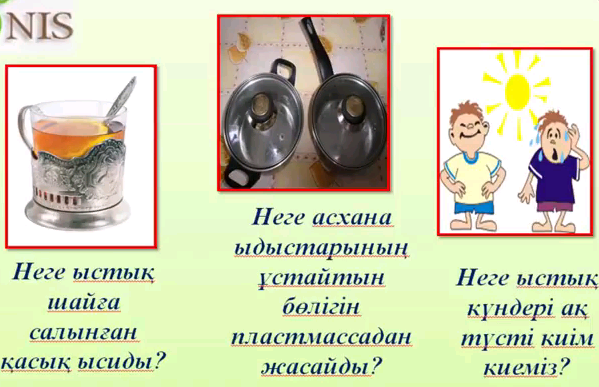 NIS
Неге ыстық
шайға
салынған
қасық ысиды?
Неге асхана
ыдыстарының
ұстайтын
бөлігін
пластмассадан
жасайды?
Неге ыстық
күндері ақ
түсті киім
киеміз?